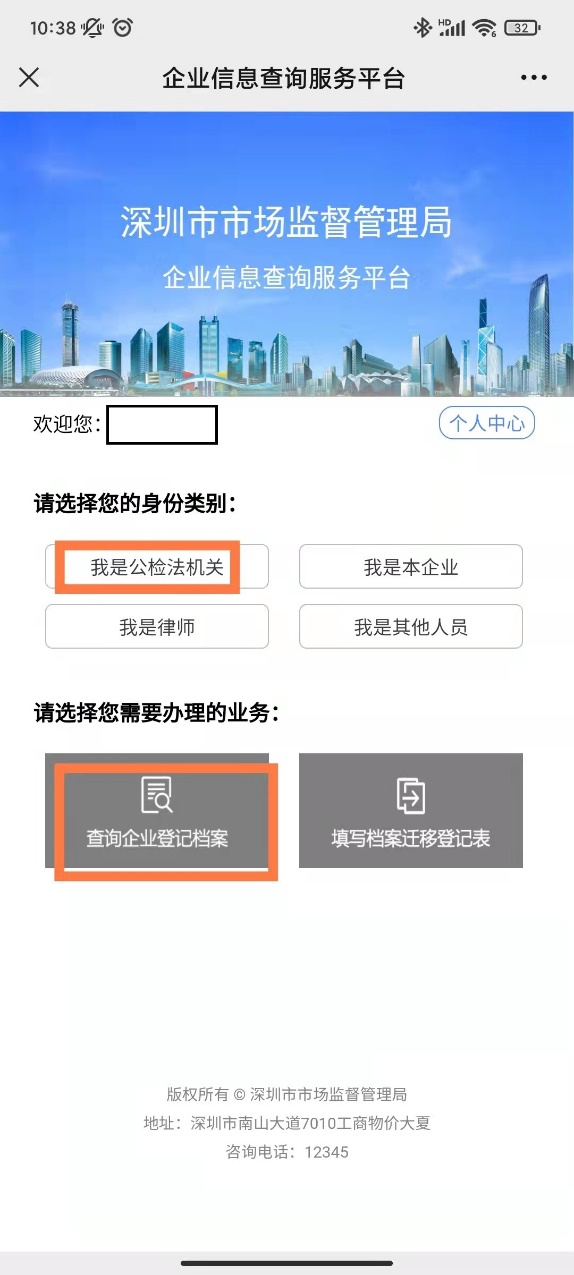 10:38
HD
6
32
企业信息查询服务平台
深圳市市场监督管理局
企业信息查询服务平台
欢迎您：
个人中心
请选择您的身份类别：
我是公检法机关
我是本企业
我是律师
我是其他人员
请选择您需要办理的业务：
查询企业登记档案
填写档案迁移登记表
版权所有 © 深圳市市场监督管理局
地址：深圳市南山大道7010工商物价大厦
咨询电话：12345